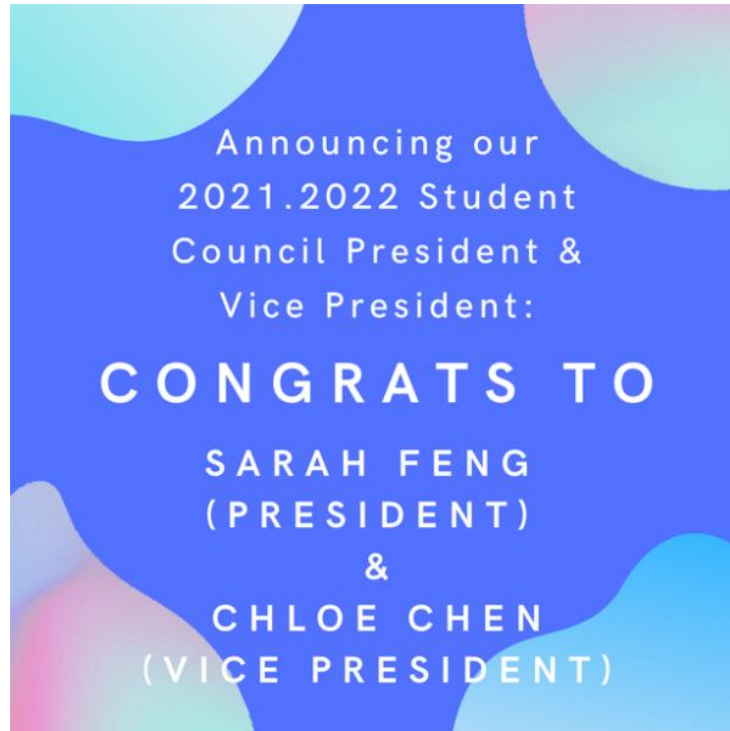 Announcing our
2021.2022 Student
Council President &
Vice President:
CONGRATS TO
SARAH FENG
(PRESIDENT)
&
CHLOE CHEN
(VICE PRESIDENT)